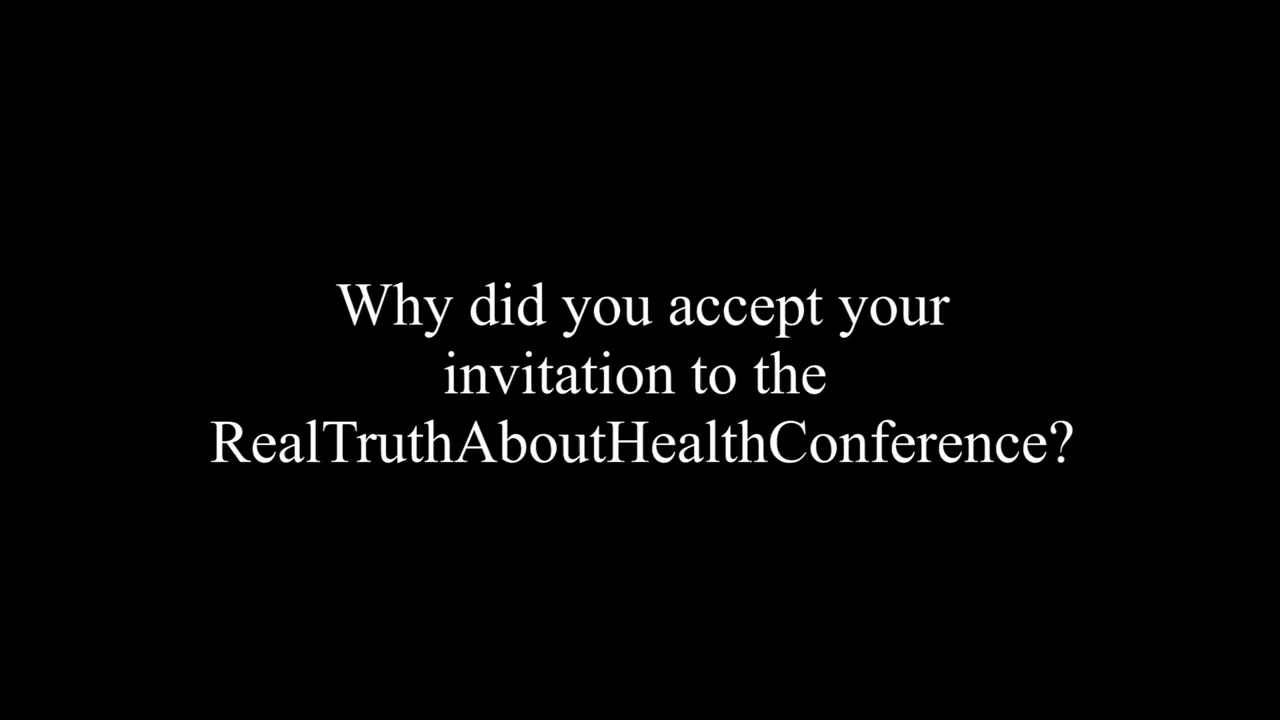 Why did you accept your
invitation to the
RealTruthAboutHealthConference?